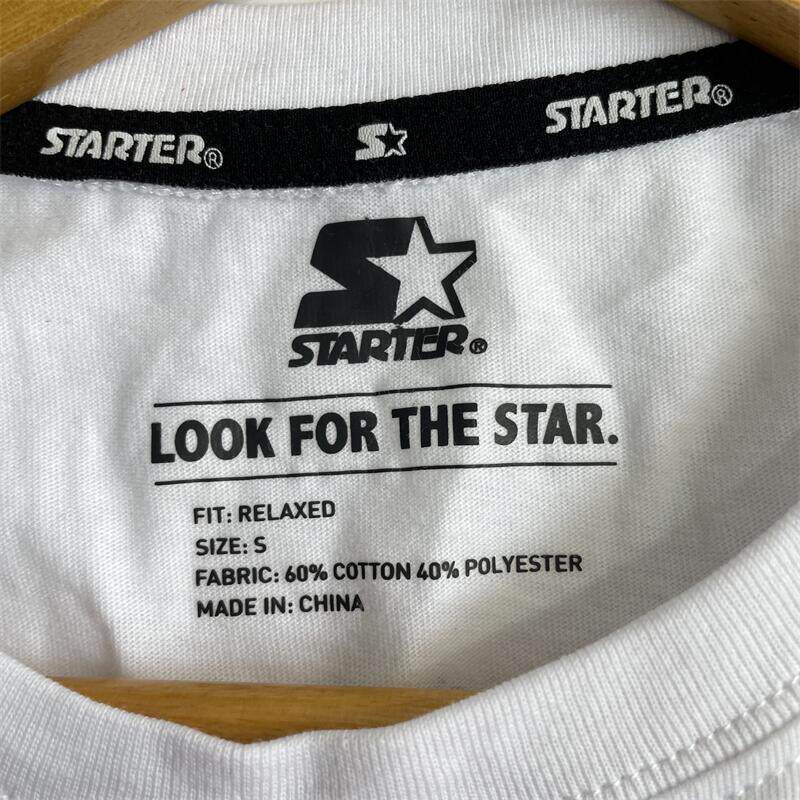 STARTER® S STARTER®
STARTER®
LOOK FOR THE STAR.
FIT: RELAXED
SIZE: S
FABRIC: 60% COTTON 40% POLYESTER
MADE IN: CHINA